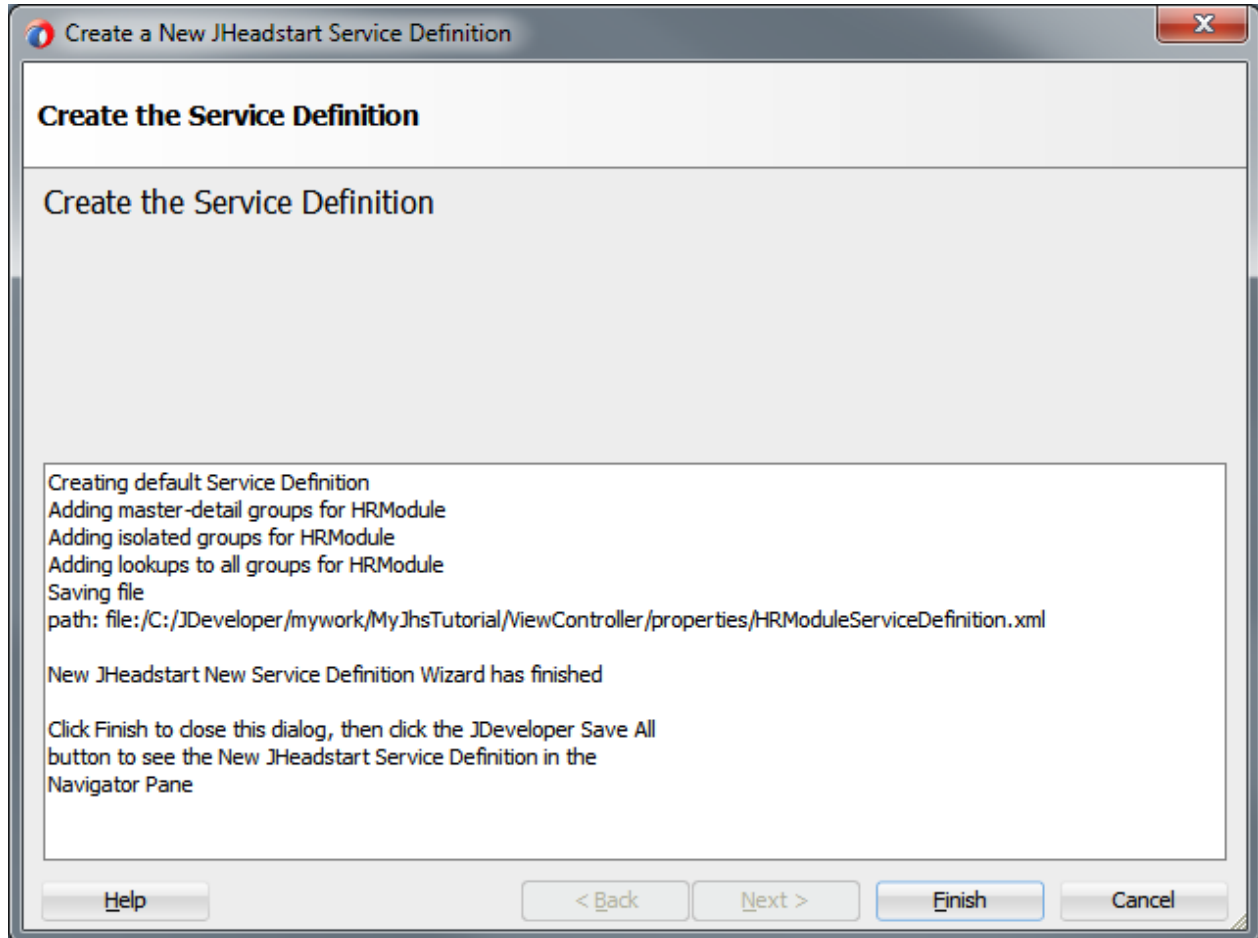 Create a New JHeadstart Service Definition
X
Create the Service Definition
Create the Service Definition
Creating default Service Definition
Adding master-detail groups for HRModule
Adding isolated groups for HRModule
Adding lookups to all groups for HRModule
Saving file
path: file:/C:/JDeveloper/mywork/MyJhsTutorial/ViewController/properties/HRModuleServiceDefinition.xml
New JHeadstart New Service Definition Wizard has finished
Click Finish to close this dialog, then click the JDeveloper Save All
button to see the New JHeadstart Service Definition in the
Navigator Pane
Help < Back Next > Finish Cancel